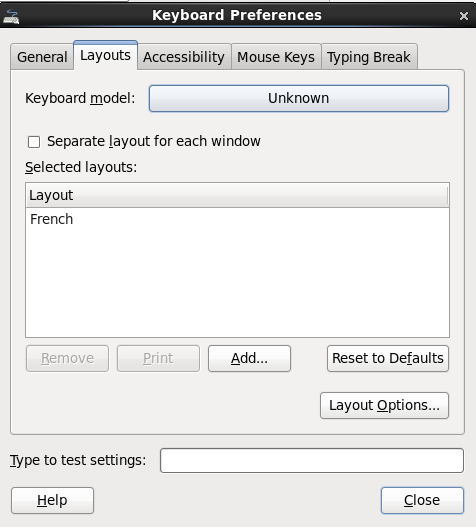 Keyboard Preferences
General Layouts Accessibility Mouse Keys Typing Break
Keyboard model: Unknown
Separate layout for each window
Selected layouts:
Layout
French
Remove Print Add... Reset to Defaults
Layout Options...
Type to test settings:
Help Close